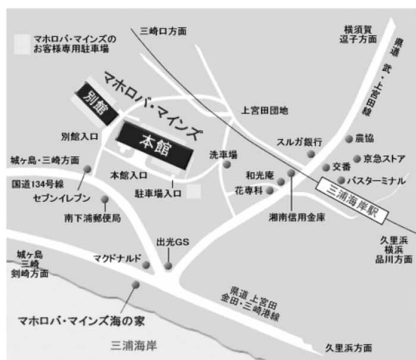 マホロバ・マインズの
お客様専用駐車場
三崎口方面
横須賀
逗子方面
県道 武・上宮田線
マホロバ・マインズ
別館
本館
別館入口
上宮田団地
スルガ銀行
農協
京急ストア
交番
バスターミナル
洗車場
和光庵
花専科
城ヶ島・三崎方面
本館入口
駐車場入口
国道134号線
セブンイレブン
南下浦郵便局
湘南信用金庫
三浦海岸駅
久里浜
横浜
品川方面
出光GS
マクドナルド
城ヶ島
三崎
剣崎方面
県道 上宮田
金田・三崎港線
マホロバ・マインズ海の家
三浦海岸
久里浜方面